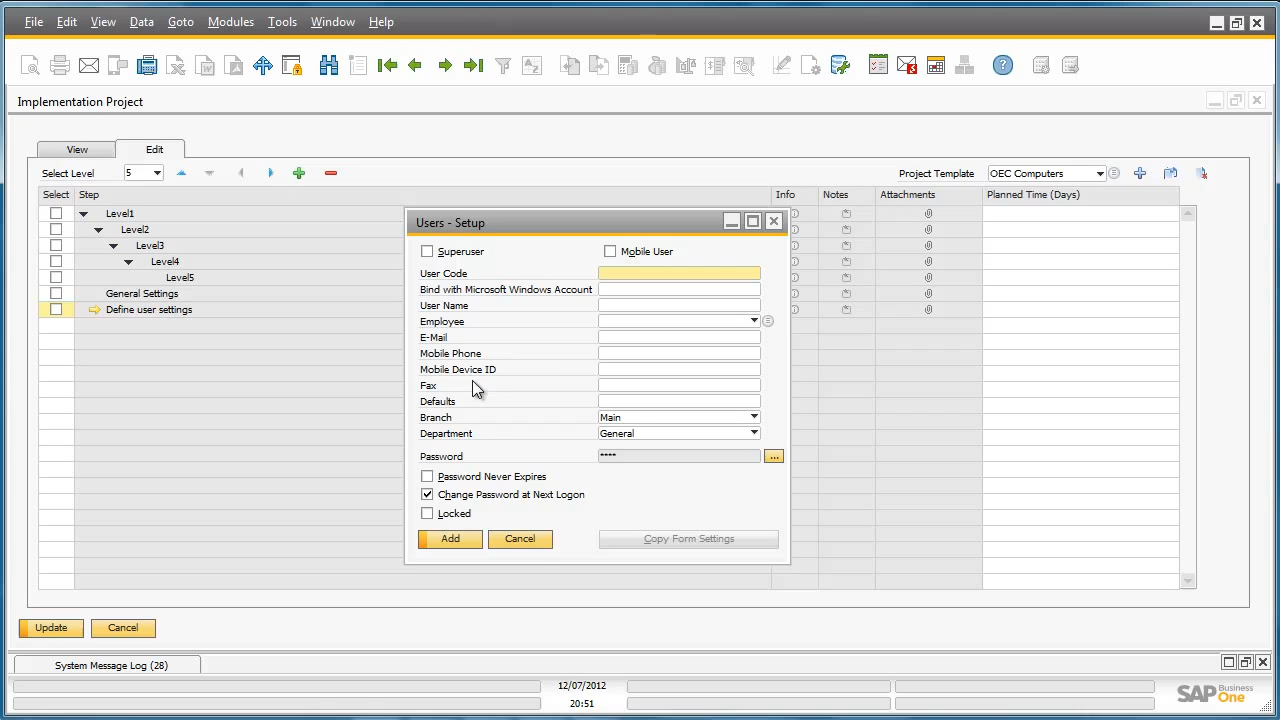 File Edit View Data Goto Modules Tools Window Help
Implementation Project
View Edit
Select Level 5 Project Template OEC Computers
Select Step Info Notes Attachments Planned Time (Days)
Level1
Level2
Level3
Level4
Level5
General Settings
Define user settings
Users - Setup
Superuser Mobile User
User Code
Bind with Microsoft Windows Account
User Name
Employee
E-Mail
Mobile Phone
Mobile Device ID
Fax
Defaults
Branch Main
Department General
Password **** ...
Password Never Expires
Change Password at Next Logon
Locked
Add Cancel Copy Form Settings
Update Cancel
System Message Log (28)
12/07/2012
20:51
SAP Business One